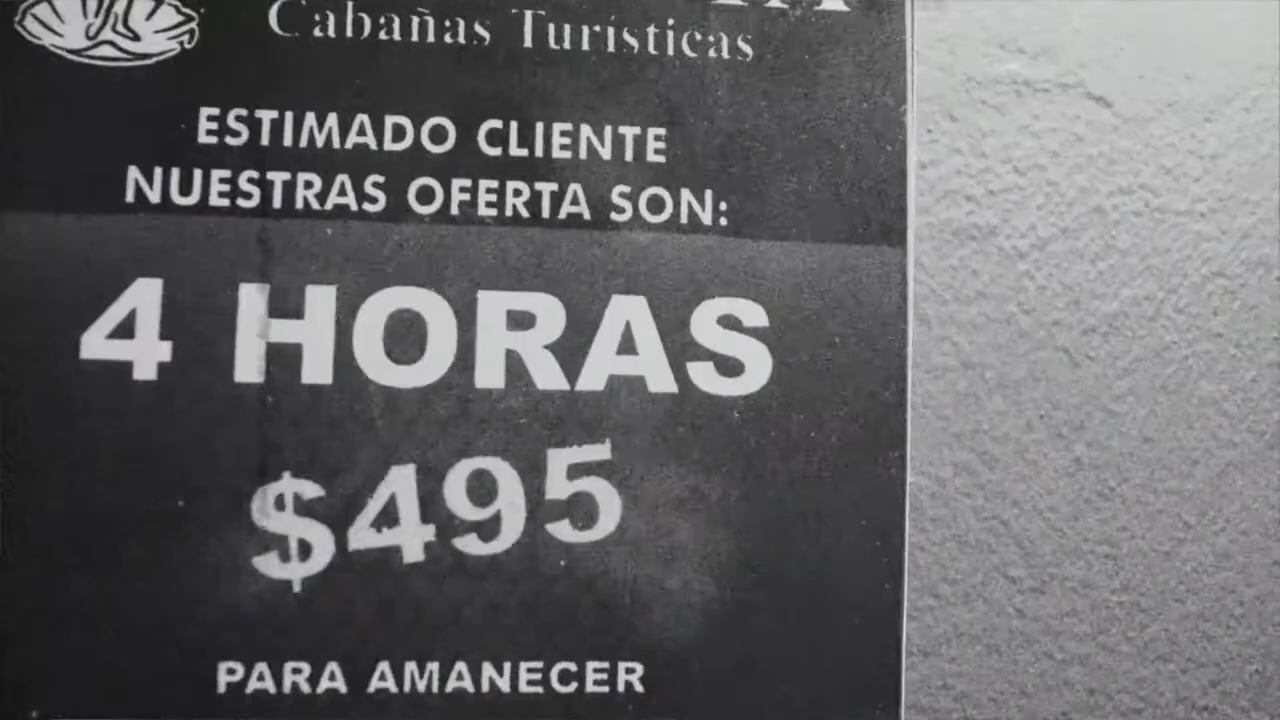 Cabañas Turísticas
ESTIMADO CLIENTE
NUESTRAS OFERTA SON:
4 HORAS
$495
PARA AMANECER